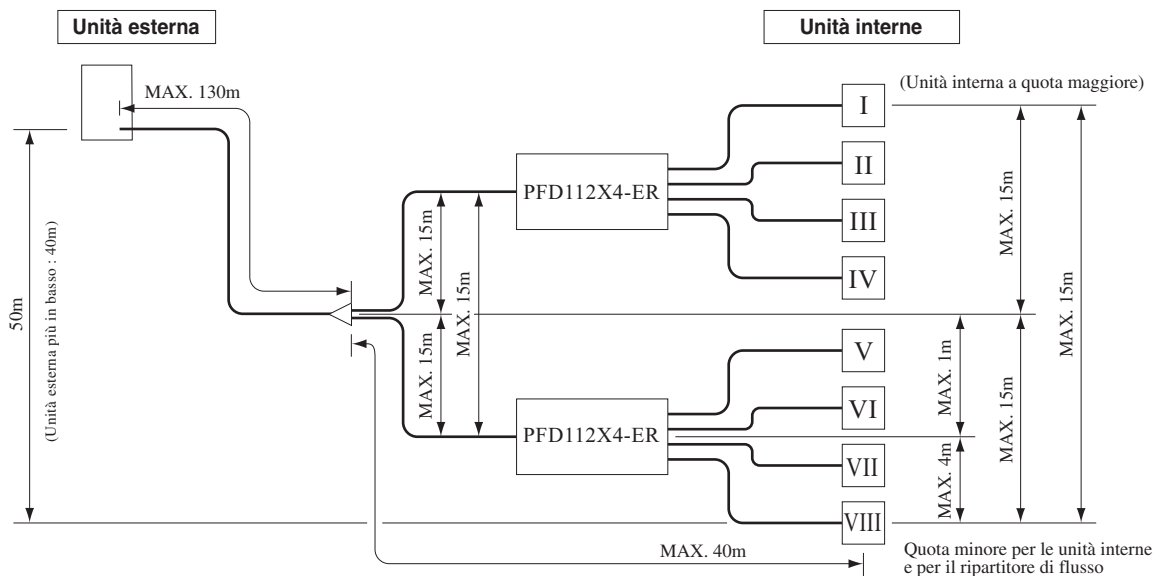 Unità esterna
Unità interne
MAX. 130m
(Unità interna a quota maggiore)
I
II
III
IV
V
VI
VII
VIII
PFD112X4-ER
PFD112X4-ER
MAX. 15m
MAX. 15m
MAX. 15m
50m
(Unità esterna più in basso : 40m)
MAX. 15m
MAX. 15m
MAX. 1m
MAX. 15m
MAX. 4m
MAX. 40m
Quota minore per le unità interne
e per il ripartitore di flusso